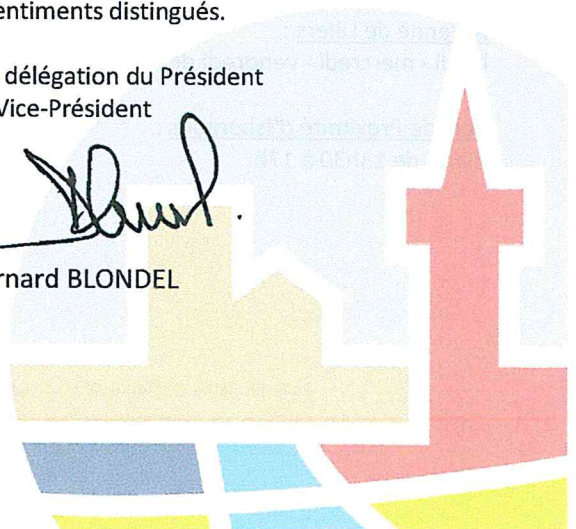 entiments distingués.
délégation du Président
Vice-Président
rnard BLONDEL